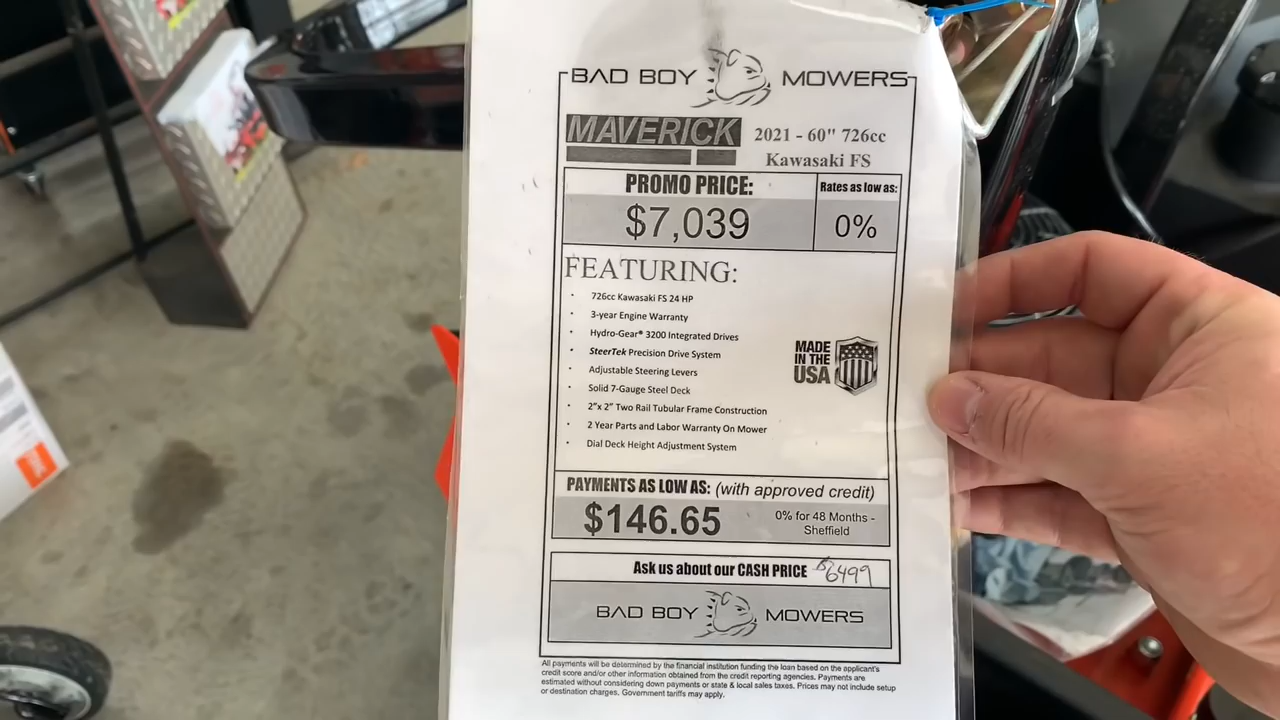 BAD BOY MOWERS
MAVERICK
2021 - 60" 726cc
Kawasaki FS
PROMO PRICE:
$7,039
Rates as low as:
0%
FEATURING:
· 726cc Kawasaki FS 24 HP
· 3-year Engine Warranty
· Hydro-Gear® 3200 Integrated Drives
· SteerTek Precision Drive System
· Adjustable Steering Levers
· Solid 7-Gauge Steel Deck
· 2"x 2" Two Rail Tubular Frame Construction
· 2 Year Parts and Labor Warranty On Mower
· Dial Deck Height Adjustment System
MADE
IN THE
USA
PAYMENTS AS LOW AS: (with approved credit)
$146.65
0% for 48 Months -
Sheffield
Ask us about our CASH PRICE $6499
BAD BOY MOWERS
All payments will be determined by the financial institution funding the loan based on the applicant's
credit score and/or other information obtained from the credit reporting agencies. Payments are
estimated without considering down payments or state & local sales taxes. Prices may not include setup
or destination charges. Government tariffs may apply.